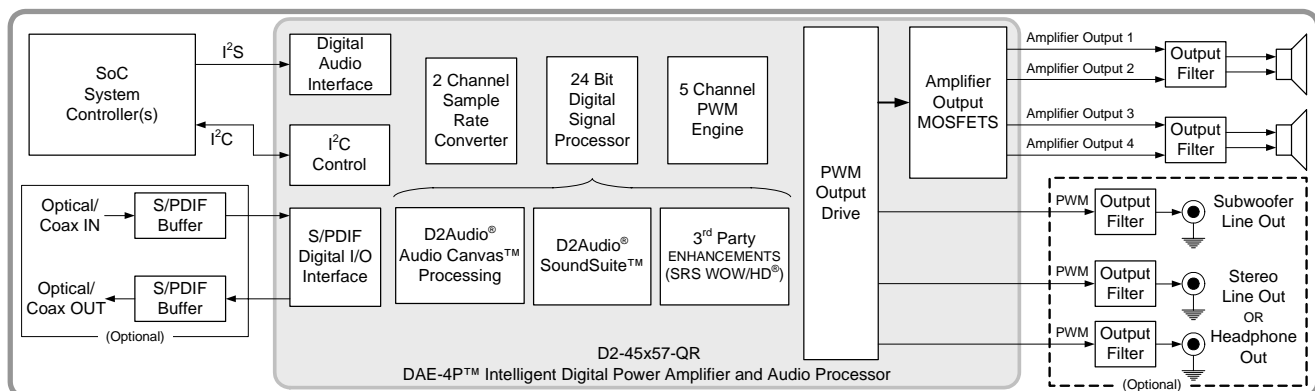 SoC
System
Controller(s)
I²S
I²C
Digital
Audio
Interface
I²C
Control
2 Channel
Sample
Rate
Converter
24 Bit
Digital
Signal
Processor
5 Channel
PWM
Engine
PWM
Output
Drive
Amplifier
Output
MOSFETS
Amplifier Output 1
Amplifier Output 2
Output
Filter
Amplifier Output 3
Amplifier Output 4
Output
Filter
Optical/
Coax IN
S/PDIF
Buffer
Optical/
Coax OUT
S/PDIF
Buffer
(Optional)
S/PDIF
Digital I/O
Interface
D2Audio®
Audio Canvas™
Processing
D2Audio®
SoundSuite™
3rd Party
ENHANCEMENTS
(SRS WOW/HD®)
PWM
Output
Filter
Subwoofer
Line Out
PWM
Output
Filter
Stereo
Line Out
OR
Headphone
Out
PWM
Output
Filter
(Optional)
D2-45x57-QR
DAE-4P™ Intelligent Digital Power Amplifier and Audio Processor